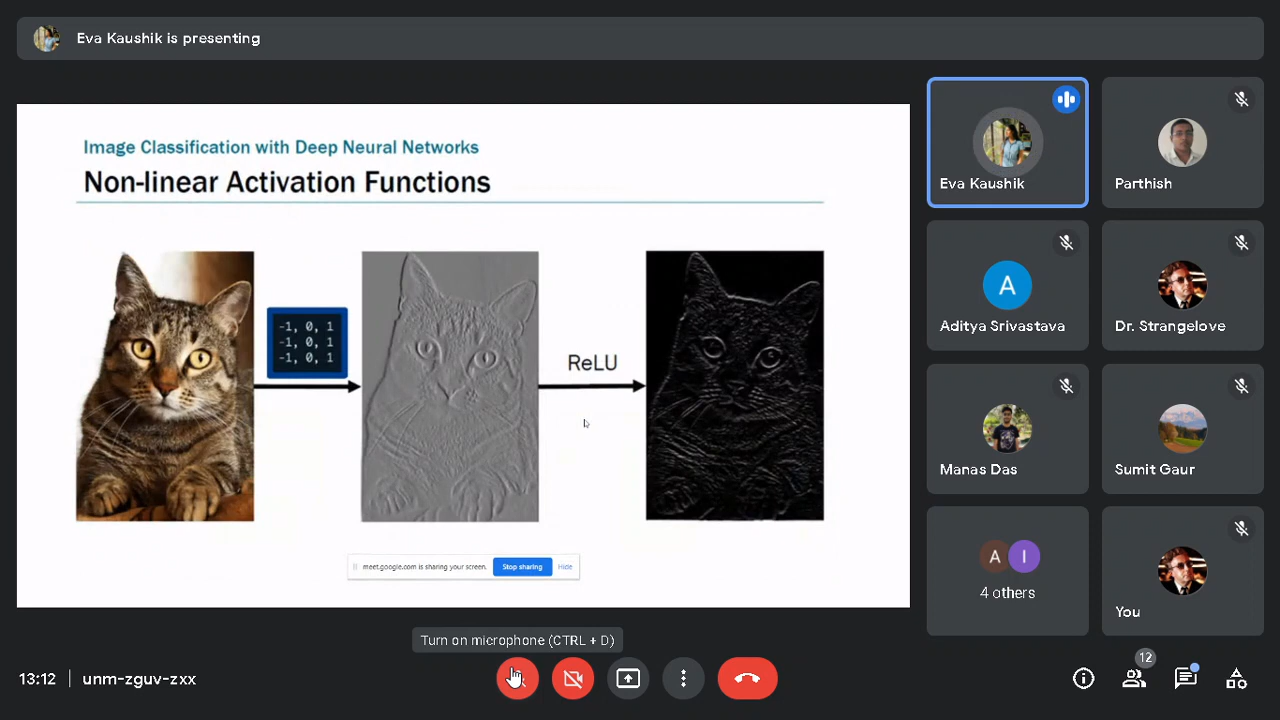 Eva Kaushik is presenting
Image Classification with Deep Neural Networks
Non-linear Activation Functions
-1, 0, 1
-1, 0, 1
-1, 0, 1
ReLU
meet.google.com is sharing your screen.
Stop sharing
Hide
Eva Kaushik
Parthish
A
Aditya Srivastava
Dr. Strangelove
Manas Das
Sumit Gaur
A I
4 others
You
Turn on microphone (CTRL + D)
13:12 | unm-zguv-zxx
12